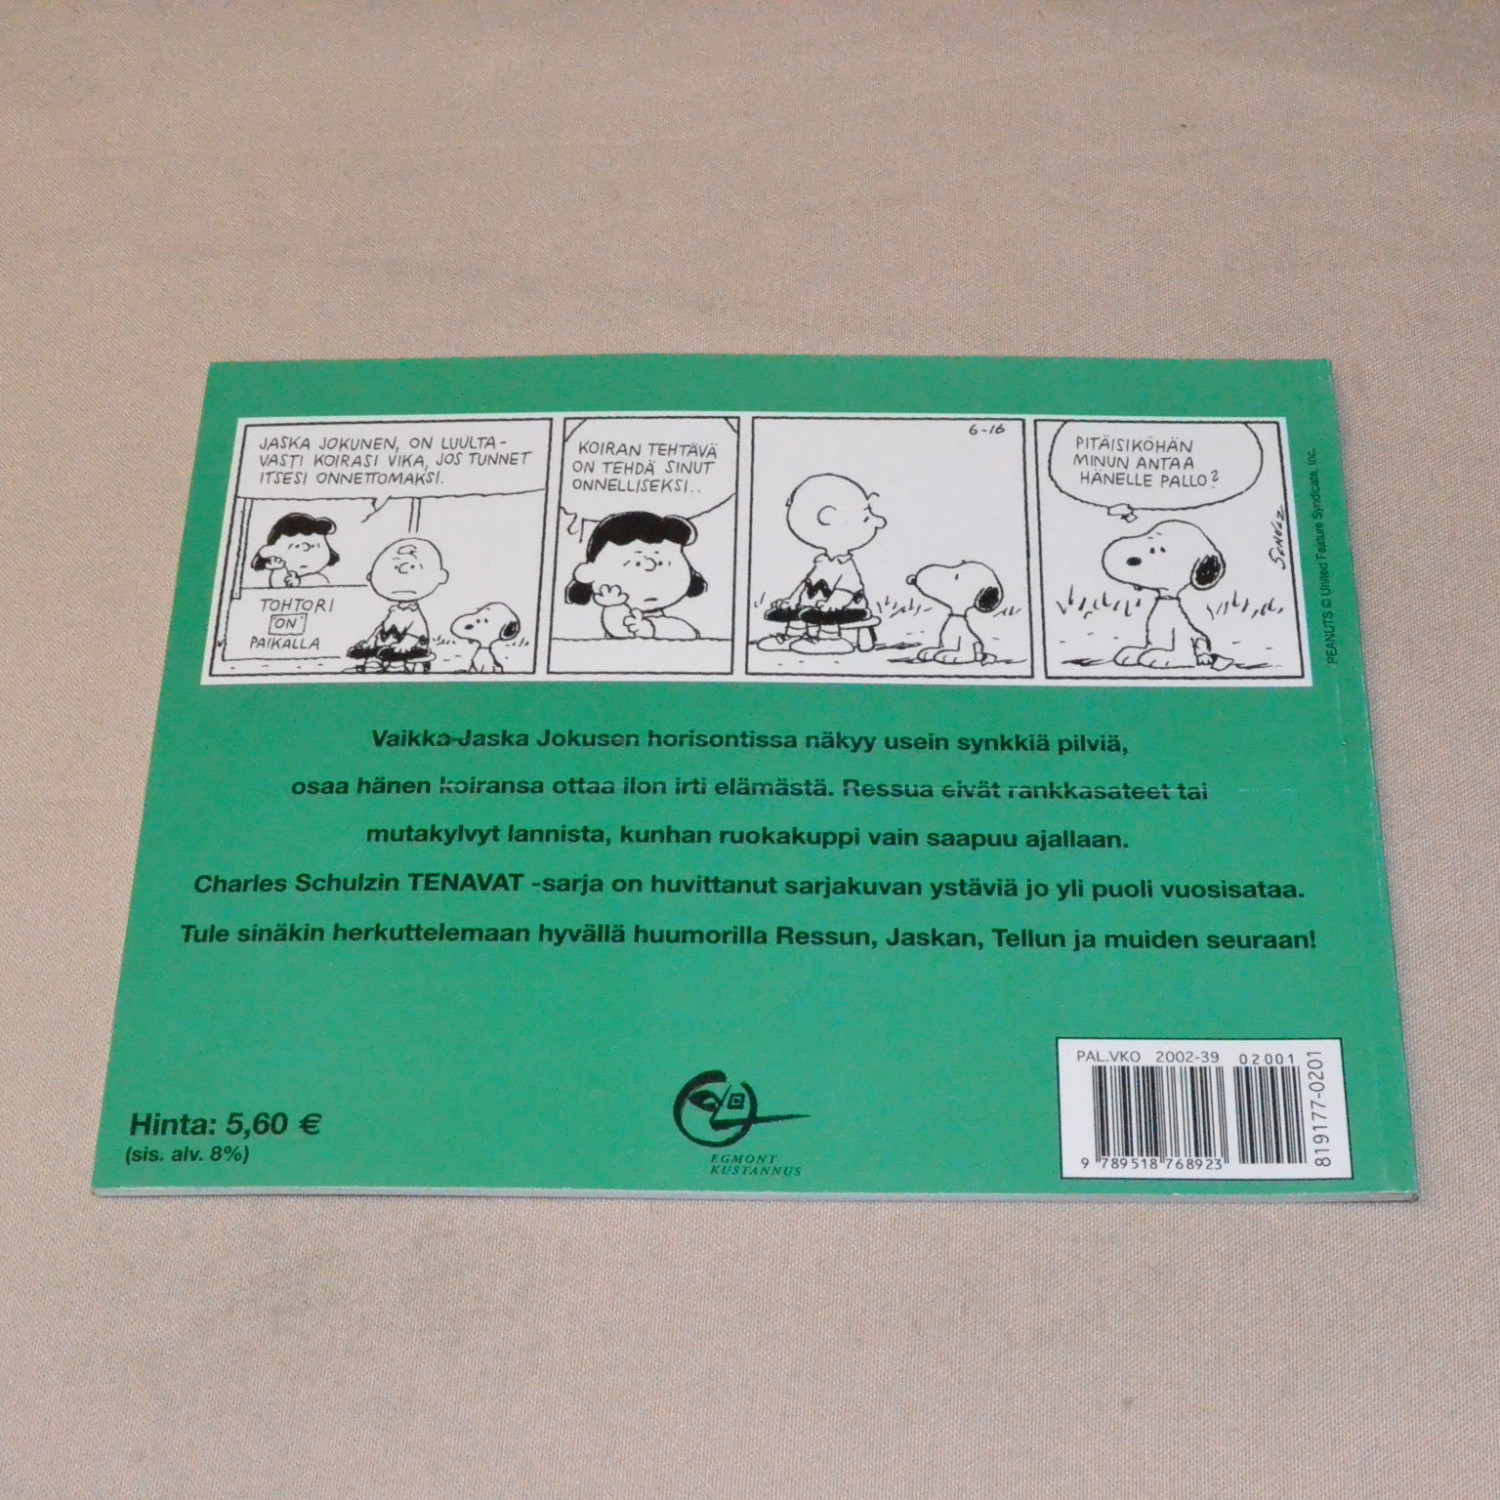 JASKA JOKUNEN, ON LUULTA-
VASTI KOIRASI VIKA, JOS TUNNET
ITSESI ONNETTOMAKSI.
TOHTORI
"ON"
PAIKALLA
KOIRAN TEHTÄVÄ
ON TEHDÄ SINUT
ONNELLISEKSI..
6-16
PITÄISIKÖHÄN
MINUN ANTAA
HÄNELLE PALLO?
SCHULZ
PEANUTS © United Feature Syndicate, Inc.
Vaikka Jaska Jokusen horisontissa näkyy usein synkkiä pilviä,
osaa hänen koiransa ottaa ilon irti elämästä. Ressua eivät rankkasateet tai
mutakylvyt lannista, kunhan ruokakuppi vain saapuu ajallaan.
Charles Schulzin TENAVAT -sarja on huvittanut sarjakuvan ystäviä jo yli puoli vuosisataa.
Tule sinäkin herkuttelemaan hyvällä huumorilla Ressun, Jaskan, Tellun ja muiden seuraan!
Hinta: 5,60 €
(sis. alv. 8%)
EGMONT
KUSTANNUS
PAL.VKO 2002-39 02001
9 789518 768923
819177-0201